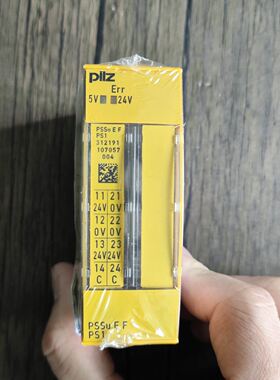 pilz
Err
5V 24V
PSSu E F
PS1
312191
107057
004
11 21
24V 0V
12 22
0V 0V
13 23
24V 24V
14 24
C C
PSSu E F
PS1